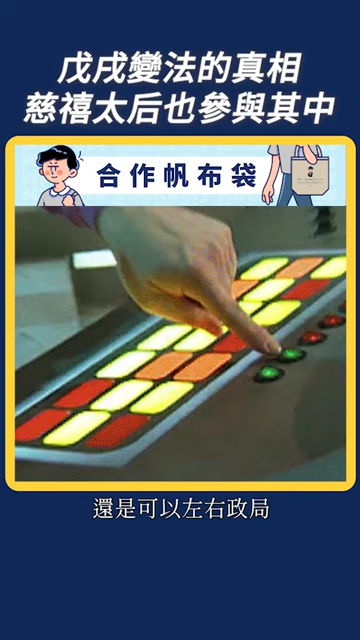 戊戌變法的真相
慈禧太后也參與其中
合作帆布袋
還是可以左右政局